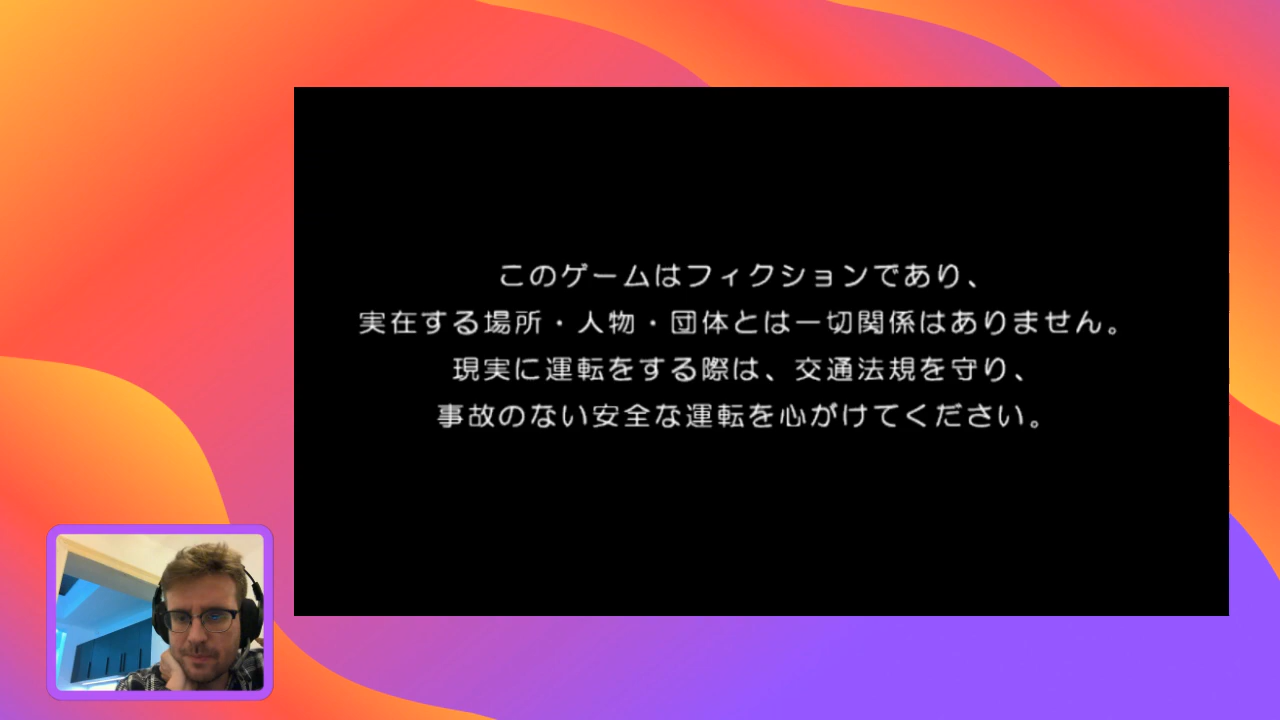 このゲームはフィクションであり、
実在する場所・人物・団体とは一切関係はありません。
現実に運転をする際は、交通法規を守り、
事故のない安全な運転を心がけてください。